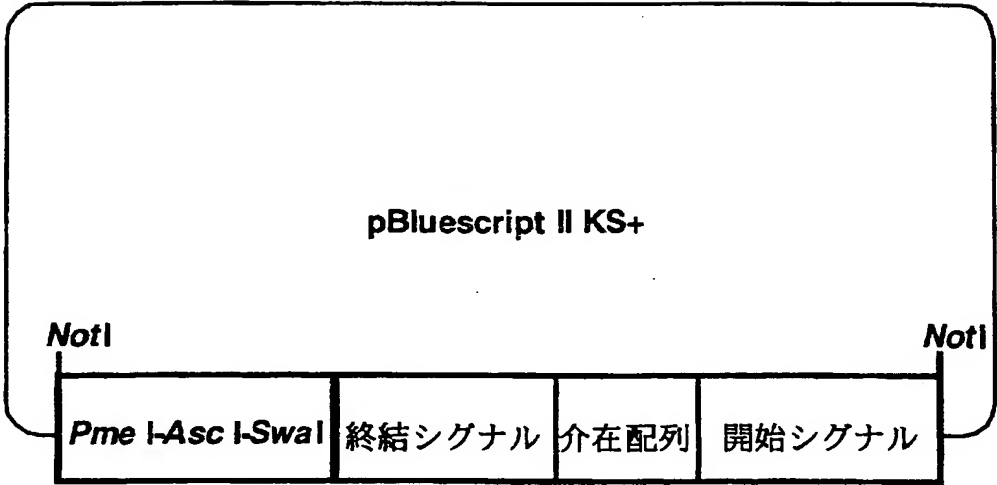 pBluescript II KS+
NotI
NotI
Pme I-Asc I-SwaI
終結シグナル
介在配列
開始シグナル